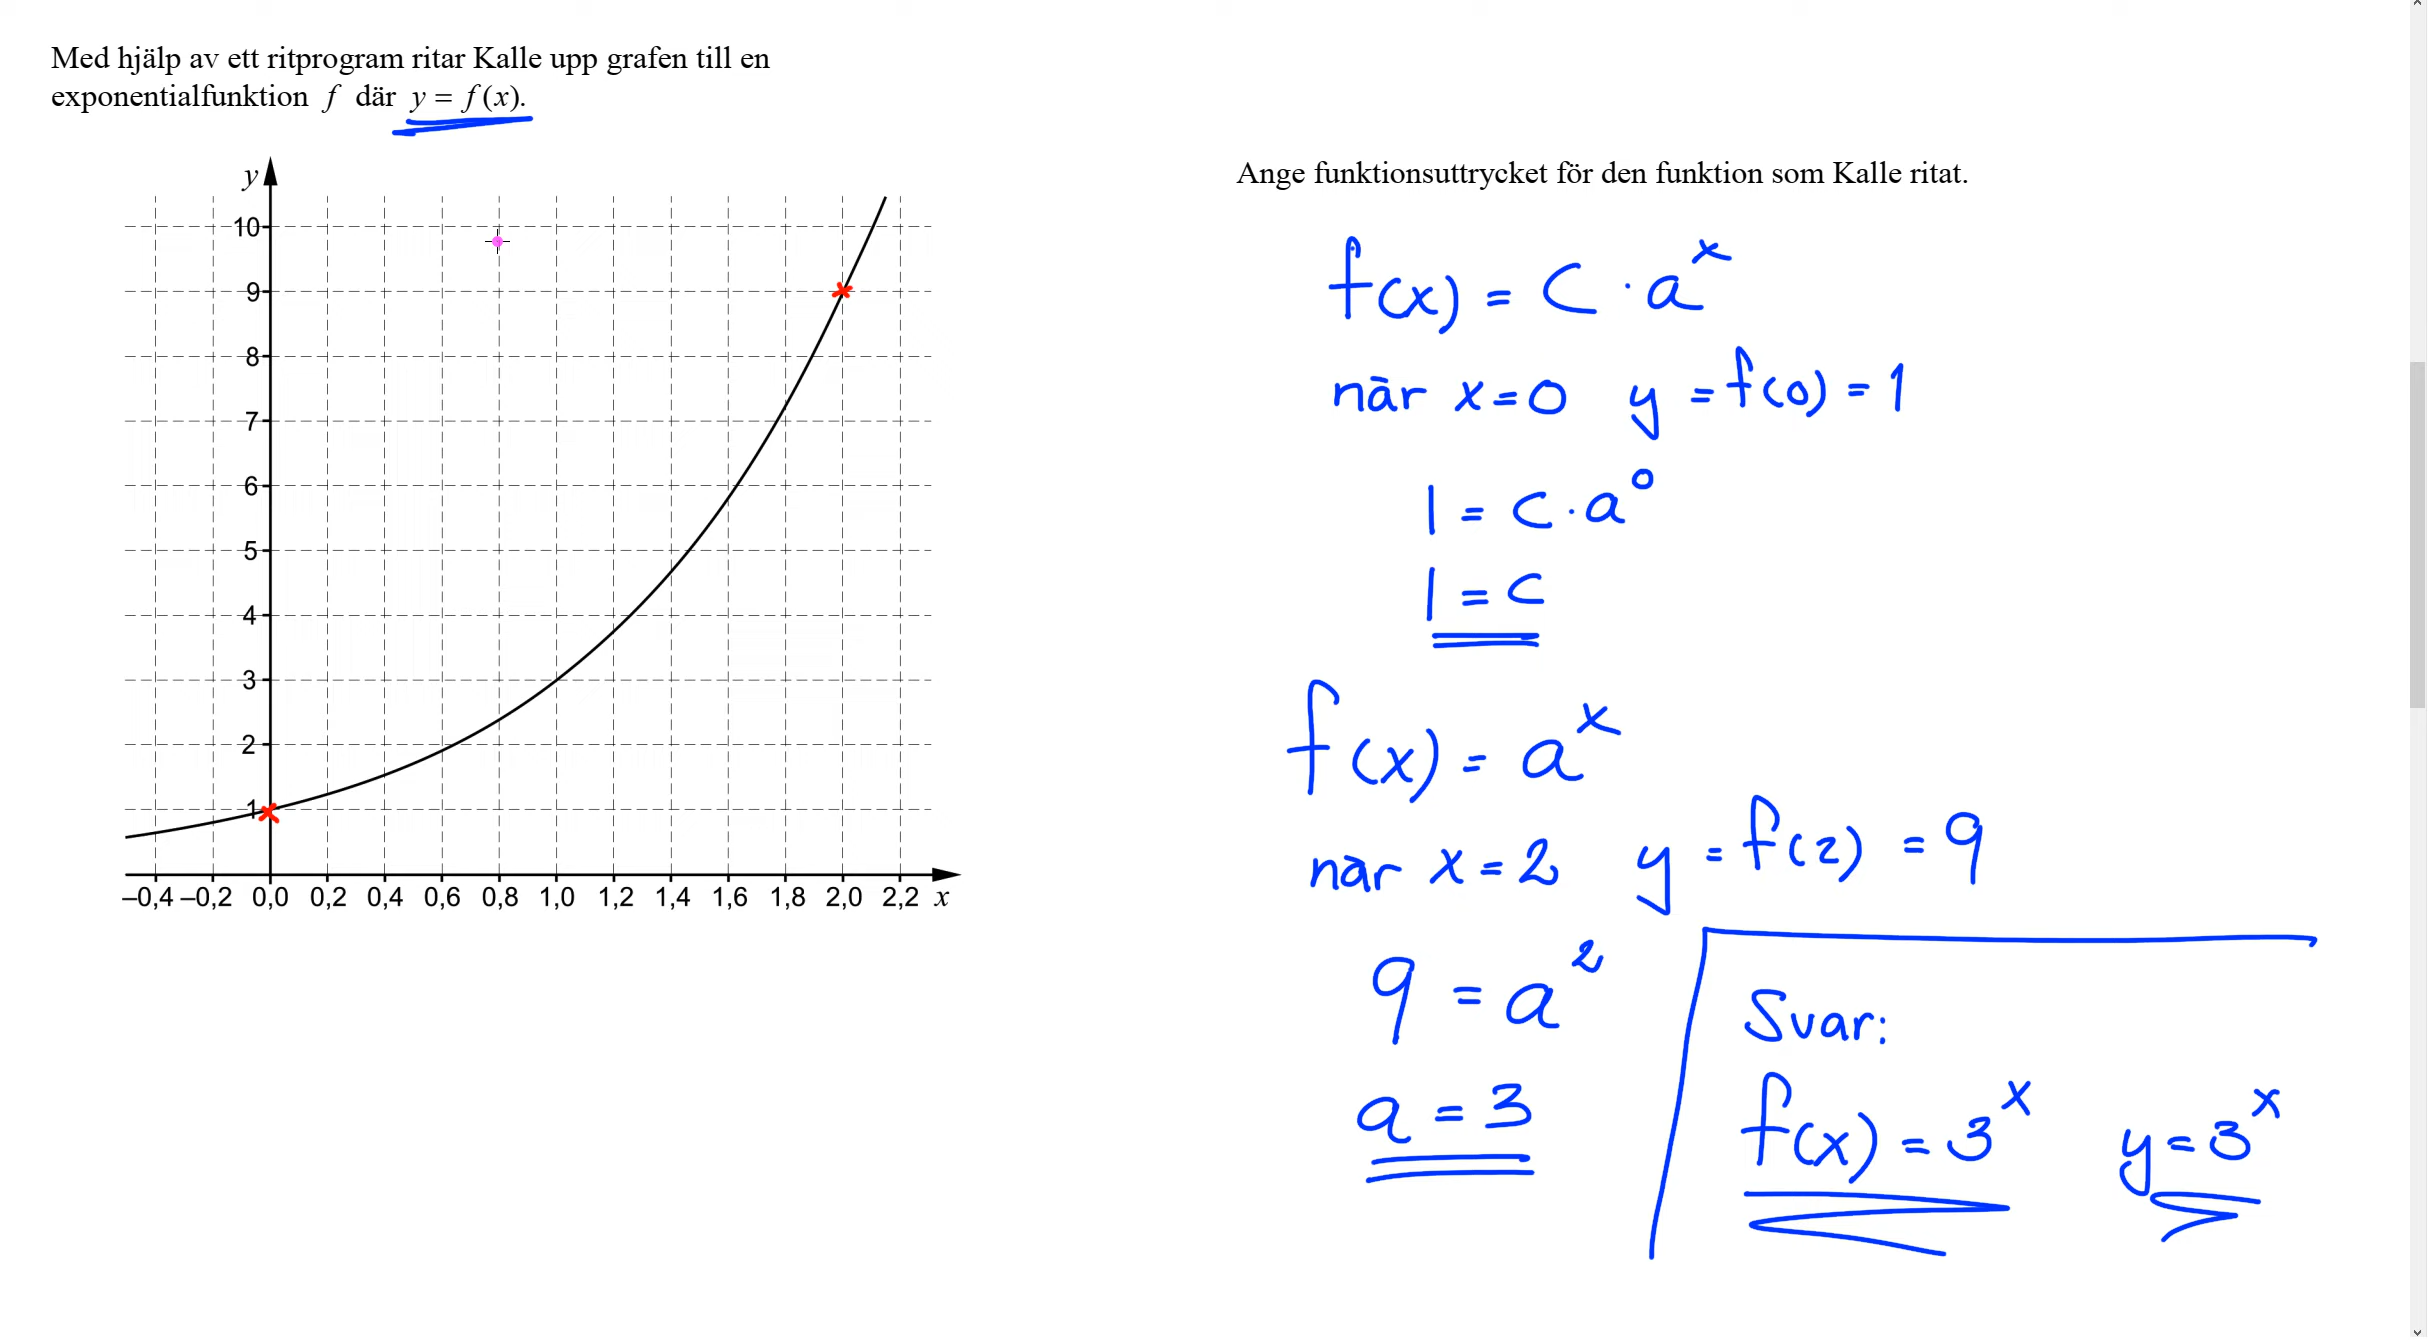 Med hjälp av ett ritprogram ritar Kalle upp grafen till en
exponentialfunktion f där y = f(x).
y
10
9
8
7
6
5
4
3
2
1
–0,4 –0,2 0,0 0,2 0,4 0,6 0,8 1,0 1,2 1,4 1,6 1,8 2,0 2,2 x
Ange funktionsuttrycket för den funktion som Kalle ritat.
f(x) = C · a^x
när x = 0 y = f(0) = 1
1 = C · a^0
1 = C
f(x) = a^x
när x = 2 y = f(2) = 9
9 = a^2
a = 3
Svar:
f(x) = 3^x y = 3^x